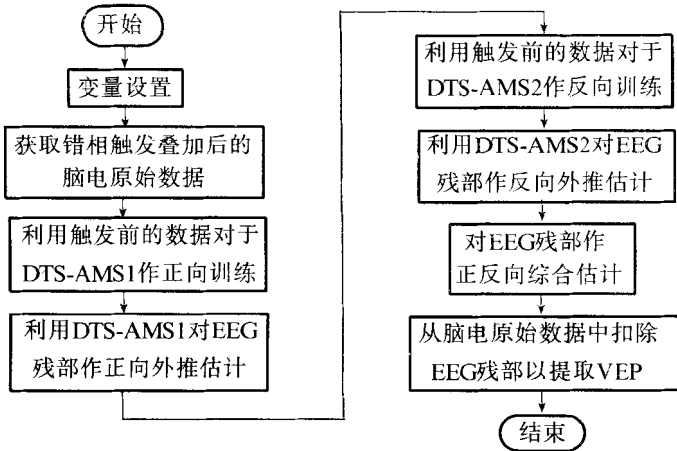 开始
变量设置
获取错相触发叠加后的
脑电原始数据
利用触发前的数据对于
DTS-AMS1作正向训练
利用DTS-AMS1对EEG
残部作正向外推估计
利用触发前的数据对于
DTS-AMS2作反向训练
利用DTS-AMS2对EEG
残部作反向外推估计
对EEG残部作
正反向综合估计
从脑电原始数据中扣除
EEG残部以提取VEP
结束